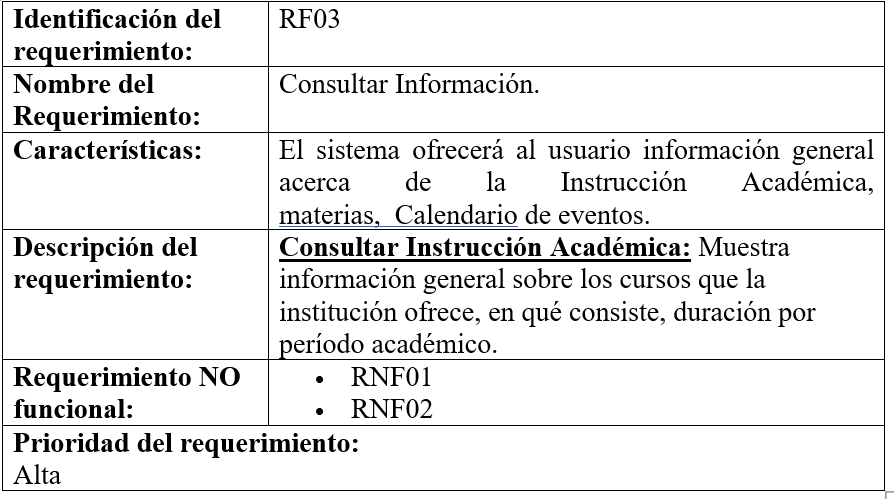 Identificación del
requerimiento:
RF03
Nombre del
Requerimiento:
Consultar Información.
Características:
El sistema ofrecerá al usuario información general
acerca de la Instrucción Académica,
materias, Calendario de eventos.
Descripción del
requerimiento:
Consultar Instrucción Académica: Muestra
información general sobre los cursos que la
institución ofrece, en qué consiste, duración por
período académico.
Requerimiento NO
funcional:
• RNF01
• RNF02
Prioridad del requerimiento:
Alta